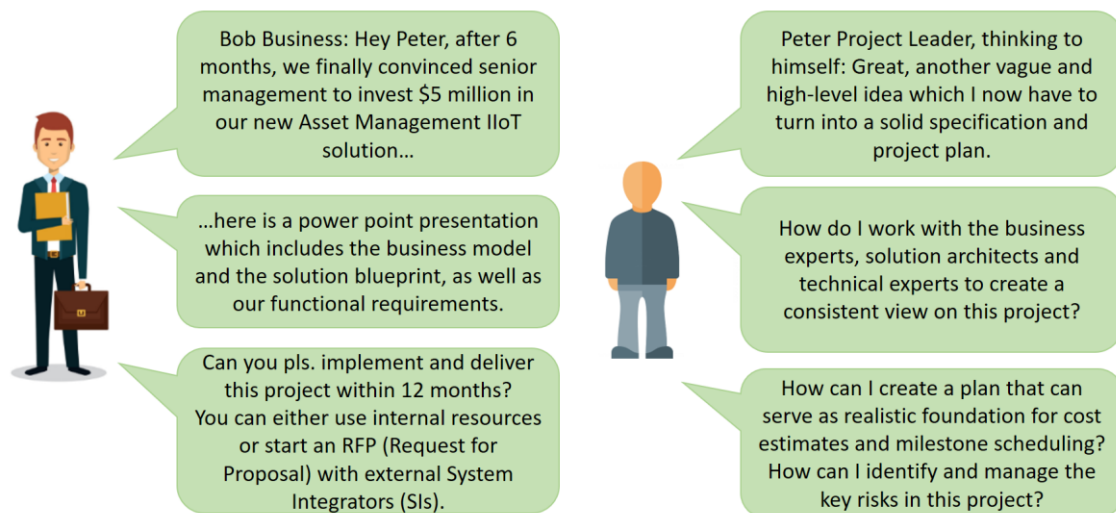 Bob Business: Hey Peter, after 6
months, we finally convinced senior
management to invest $5 million in
our new Asset Management IIoT
solution…
…here is a power point presentation
which includes the business model
and the solution blueprint, as well as
our functional requirements.
Can you pls. implement and deliver
this project within 12 months?
You can either use internal resources
or start an RFP (Request for
Proposal) with external System
Integrators (SIs).
Peter Project Leader, thinking to
himself: Great, another vague and
high-level idea which I now have to
turn into a solid specification and
project plan.
How do I work with the business
experts, solution architects and
technical experts to create a
consistent view on this project?
How can I create a plan that can
serve as realistic foundation for cost
estimates and milestone scheduling?
How can I identify and manage the
key risks in this project?